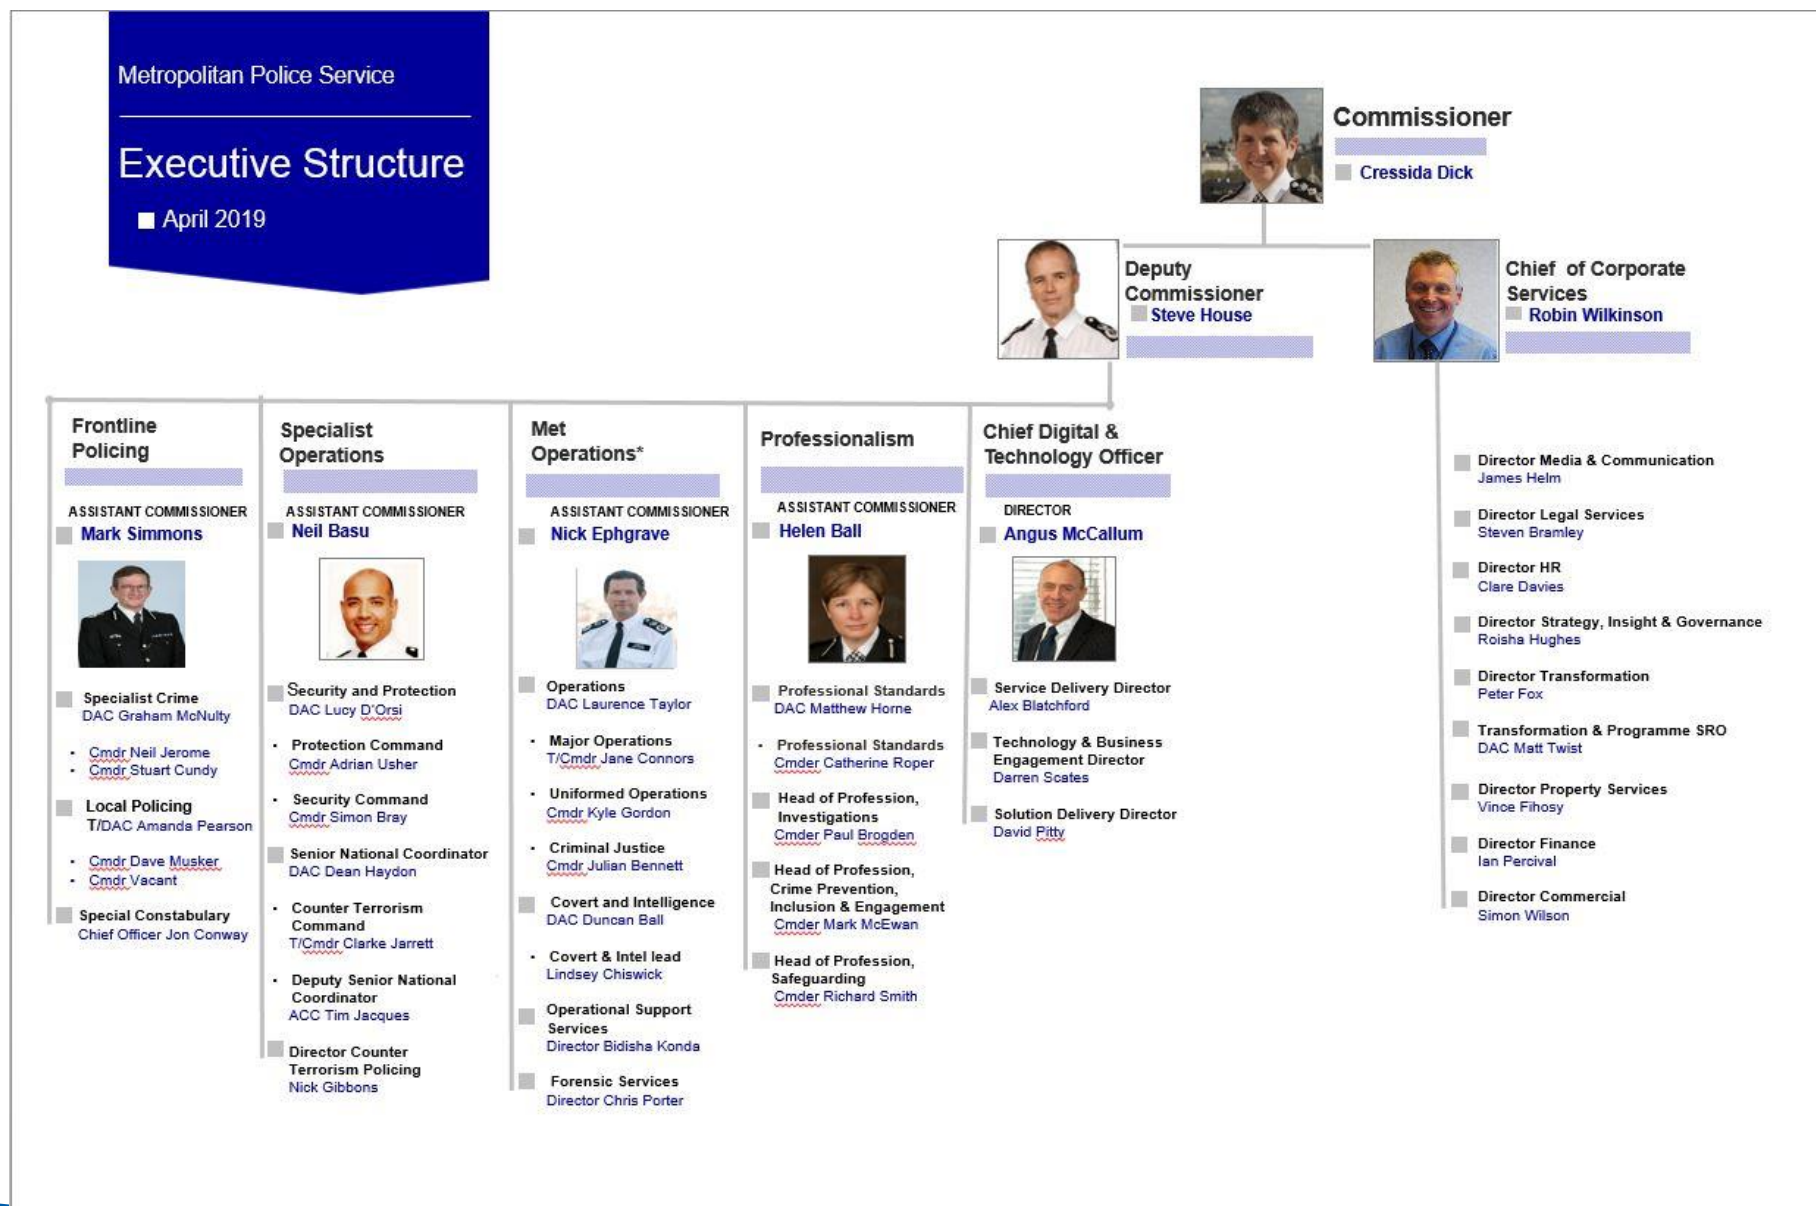 Metropolitan Police Service
Executive Structure
April 2019
Commissioner
Cressida Dick
Deputy
Commissioner
Steve House
Chief of Corporate
Services
Robin Wilkinson
Frontline
Policing
ASSISTANT COMMISSIONER
Mark Simmons
Specialist Crime
DAC Graham McNulty
• Cmdr Neil Jerome
• Cmdr Stuart Cundy
Local Policing
T/DAC Amanda Pearson
• Cmdr Dave Musker
• Cmdr Vacant
Special Constabulary
Chief Officer Jon Conway
Specialist
Operations
ASSISTANT COMMISSIONER
Neil Basu
Security and Protection
DAC Lucy D'Orsi
• Protection Command
Cmdr Adrian Usher
• Security Command
Cmdr Simon Bray
Senior National Coordinator
DAC Dean Haydon
• Counter Terrorism
Command
T/Cmdr Clarke Jarrett
• Deputy Senior National
Coordinator
ACC Tim Jacques
Director Counter
Terrorism Policing
Nick Gibbons
Met
Operations*
ASSISTANT COMMISSIONER
Nick Ephgrave
Operations
DAC Laurence Taylor
• Major Operations
T/Cmdr Jane Connors
• Uniformed Operations
Cmdr Kyle Gordon
• Criminal Justice
Cmdr Julian Bennett
Covert and Intelligence
DAC Duncan Ball
• Covert & Intel lead
Lindsey Chiswick
Operational Support
Services
Director Bidisha Konda
Forensic Services
Director Chris Porter
Professionalism
ASSISTANT COMMISSIONER
Helen Ball
Professional Standards
DAC Matthew Horne
• Professional Standards
Cmder Catherine Roper
Head of Profession,
Investigations
Cmder Paul Brogden
Head of Profession,
Crime Prevention,
Inclusion & Engagement
Cmder Mark McEwan
Head of Profession,
Safeguarding
Cmder Richard Smith
Chief Digital &
Technology Officer
DIRECTOR
Angus McCallum
Service Delivery Director
Alex Blatchford
Technology & Business
Engagement Director
Darren Scates
Solution Delivery Director
David Pitty
Director Media & Communication
James Helm
Director Legal Services
Steven Bramley
Director HR
Clare Davies
Director Strategy, Insight & Governance
Roisha Hughes
Director Transformation
Peter Fox
Transformation & Programme SRO
DAC Matt Twist
Director Property Services
Vince Fihosy
Director Finance
Ian Percival
Director Commercial
Simon Wilson